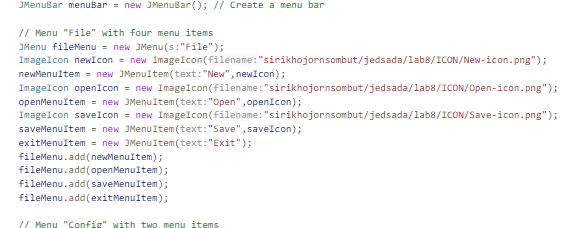 JMenuBar menuBar = new JMenuBar(); // Create a menu bar
// Menu "File" with four menu items
JMenu fileMenu = new JMenu(s:"File");
ImageIcon newIcon = new ImageIcon(filename:"sirikhojornsombut/jedsada/lab8/ICON/New-icon.png");
newMenuItem = new JMenuItem(text:"New",newIcon);
ImageIcon openIcon = new ImageIcon(filename:"sirikhojornsombut/jedsada/lab8/ICON/Open-icon.png");
openMenuItem = new JMenuItem(text:"Open",openIcon);
ImageIcon saveIcon = new ImageIcon(filename:"sirikhojornsombut/jedsada/lab8/ICON/Save-icon.png");
saveMenuItem = new JMenuItem(text:"Save",saveIcon);
exitMenuItem = new JMenuItem(text:"Exit");
fileMenu.add(newMenuItem);
fileMenu.add(openMenuItem);
fileMenu.add(saveMenuItem);
fileMenu.add(exitMenuItem);
// Menu "Config" with two menu items